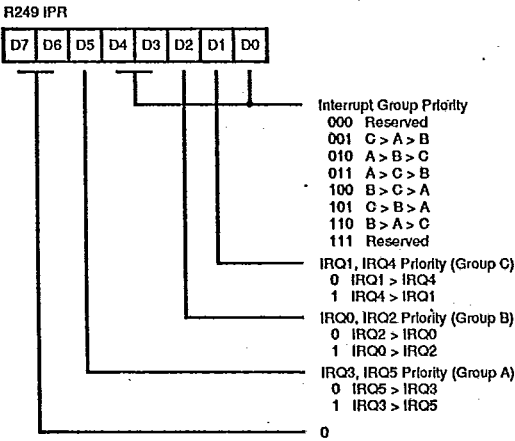 R249 IPR
D7 D6 D5 D4 D3 D2 D1 D0
Interrupt Group Priority
000 Reserved
001 C > A > B
010 A > B > C
011 A > C > B
100 B > C > A
101 C > B > A
110 B > A > C
111 Reserved
IRQ1, IRQ4 Priority (Group C)
0 IRQ1 > IRQ4
1 IRQ4 > IRQ1
IRQ0, IRQ2 Priority (Group B)
0 IRQ2 > IRQ0
1 IRQ0 > IRQ2
IRQ3, IRQ5 Priority (Group A)
0 IRQ5 > IRQ3
1 IRQ3 > IRQ5
0